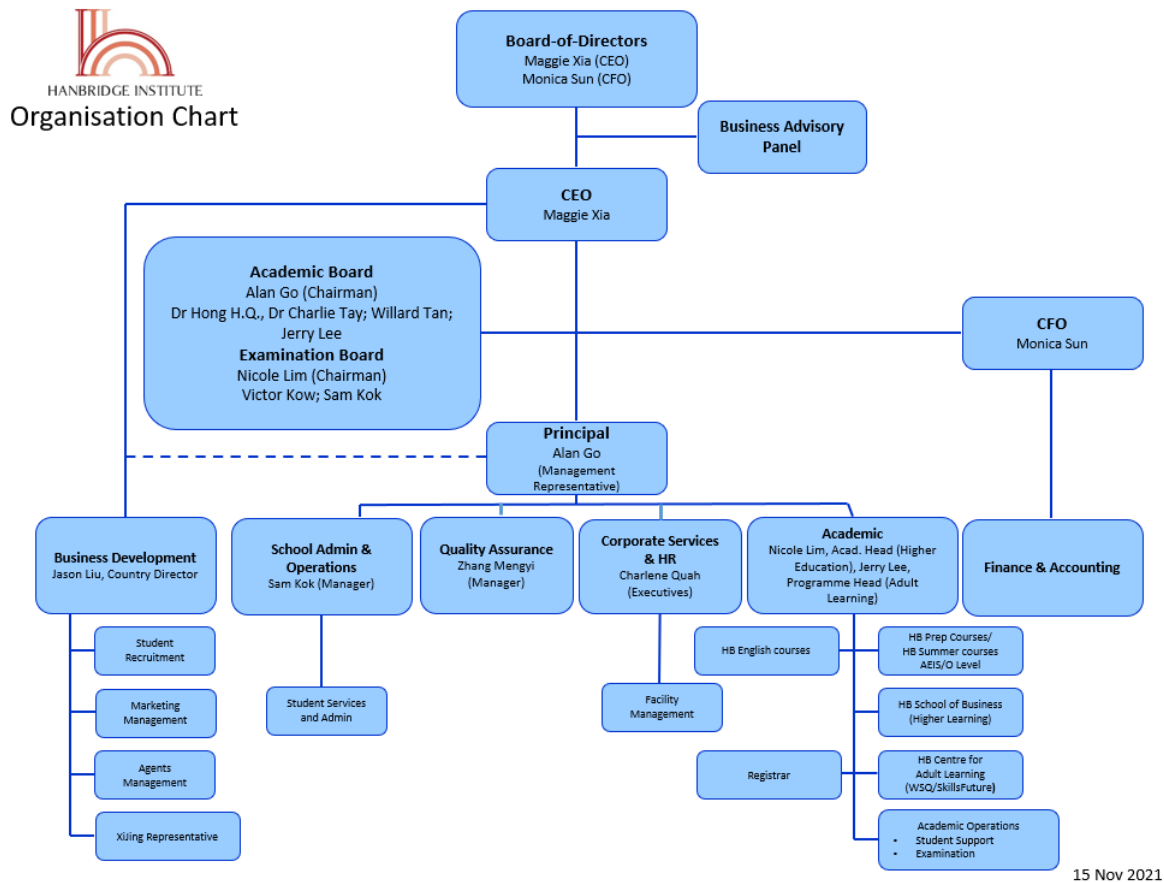 HANBRIDGE INSTITUTE
Organisation Chart
Board-of-Directors
Maggie Xia (CEO)
Monica Sun (CFO)
Business Advisory
Panel
CEO
Maggie Xia
Academic Board
Alan Go (Chairman)
Dr Hong H.Q., Dr Charlie Tay; Willard Tan;
Jerry Lee
Examination Board
Nicole Lim (Chairman)
Victor Kow; Sam Kok
CFO
Monica Sun
Principal
Alan Go
(Management
Representative)
Business Development
Jason Liu, Country Director
School Admin &
Operations
Sam Kok (Manager)
Quality Assurance
Zhang Mengyi
(Manager)
Corporate Services
& HR
Charlene Quah
(Executives)
Academic
Nicole Lim, Acad. Head (Higher
Education), Jerry Lee,
Programme Head (Adult
Learning)
Finance & Accounting
Student
Recruitment
Marketing
Management
Agents
Management
XiJing Representative
Student Services
and Admin
Facility
Management
HB English courses
Registrar
HB Prep Courses/
HB Summer courses
AEIS/O Level
HB School of Business
(Higher Learning)
HB Centre for
Adult Learning
(WSQ/SkillsFuture)
Academic Operations
• Student Support
• Examination
15 Nov 2021